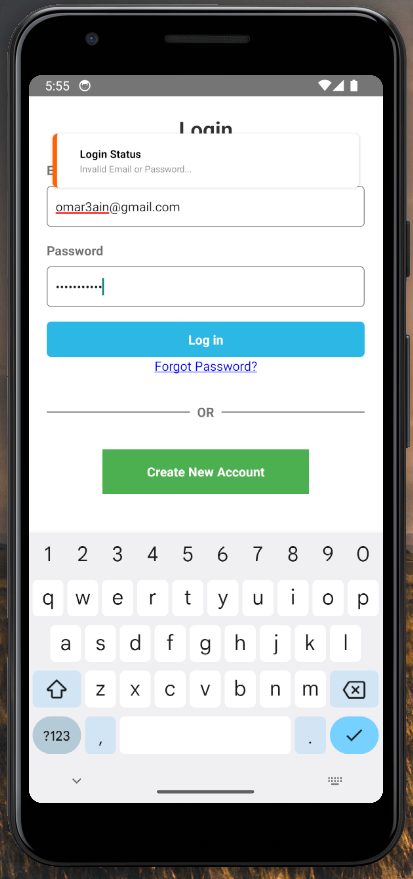 5:55
Login
E
Login Status
Invalid Email or Password...
omar3ain@gmail.com
Password
•••••••••••
Log in
Forgot Password?
OR
Create New Account
1 2 3 4 5 6 7 8 9 0
q w e r t y u i o p
a s d f g h j k l
z x c v b n m
?123 , .